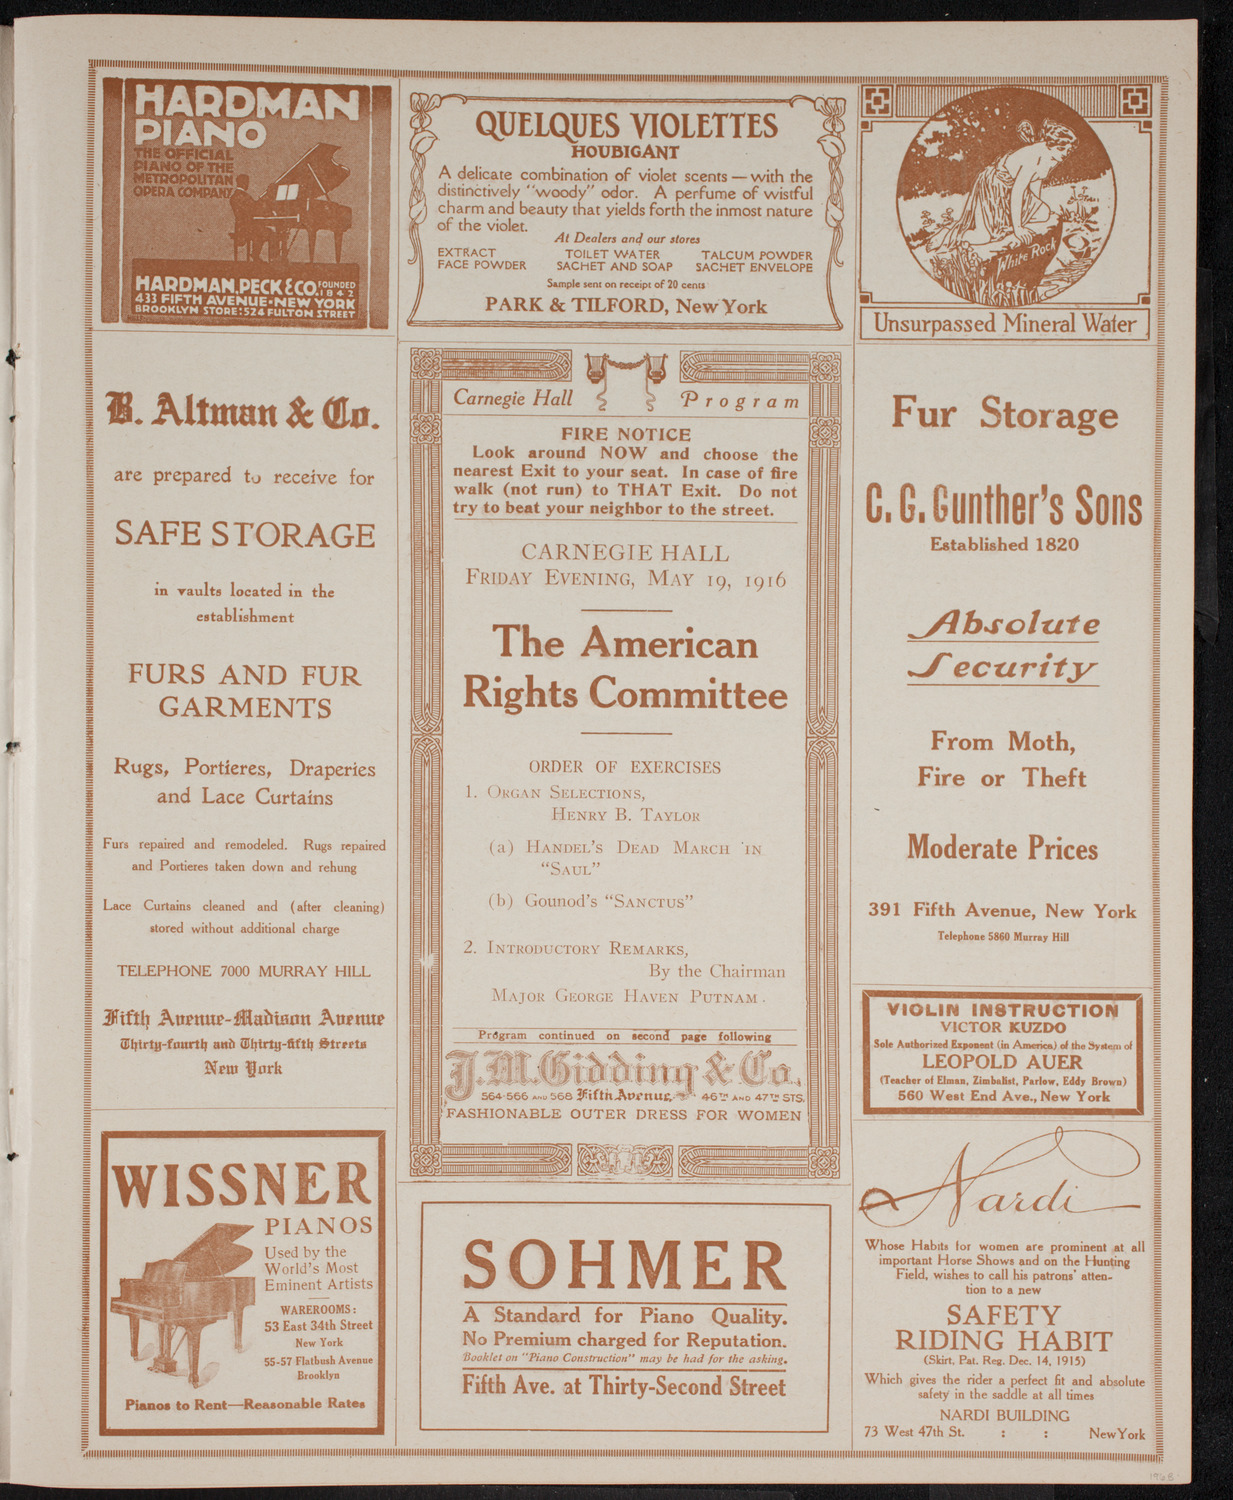 HARDMAN
PIANO
THE OFFICIAL
PIANO OF THE
METROPOLITAN
OPERA COMPANY
HARDMAN, PECK & CO. FOUNDED 1842
433 FIFTH AVENUE-NEW YORK
BROOKLYN STORE: 524 FULTON STREET
B. Altman & Co.
are prepared to receive for
SAFE STORAGE
in vaults located in the
establishment
FURS AND FUR
GARMENTS
Rugs, Portieres, Draperies
and Lace Curtains
Furs repaired and remodeled. Rugs repaired
and Portieres taken down and rehung
Lace Curtains cleaned and (after cleaning)
stored without additional charge
TELEPHONE 7000 MURRAY HILL
Fifth Avenue-Madison Avenue
Thirty-fourth and Thirty-fifth Streets
New York
WISSNER
PIANOS
Used by the
World's Most
Eminent Artists
WAREROOMS:
53 East 34th Street
New York
55-57 Flatbush Avenue
Brooklyn
Pianos to Rent—Reasonable Rates
QUELQUES VIOLETTES
HOUBIGANT
A delicate combination of violet scents — with the
distinctively "woody" odor. A perfume of wistful
charm and beauty that yields forth the inmost nature
of the violet.
At Dealers and our stores
EXTRACT TOILET WATER TALCUM POWDER
FACE POWDER SACHET AND SOAP SACHET ENVELOPE
Sample sent on receipt of 20 cents
PARK & TILFORD, New York
Carnegie Hall Program
FIRE NOTICE
Look around NOW and choose the
nearest Exit to your seat. In case of fire
walk (not run) to THAT Exit. Do not
try to beat your neighbor to the street.
CARNEGIE HALL
FRIDAY EVENING, MAY 19, 1916
The American
Rights Committee
ORDER OF EXERCISES
1. ORGAN SELECTIONS,
HENRY B. TAYLOR
(a) HANDEL'S DEAD MARCH IN
"SAUL"
(b) GOUNOD'S "SANCTUS"
2. INTRODUCTORY REMARKS,
By the Chairman
MAJOR GEORGE HAVEN PUTNAM.
Program continued on second page following
J.M. Gidding & Co.,
564-566 AND 568 Fifth Avenue, 46TH AND 47TH STS.
FASHIONABLE OUTER DRESS FOR WOMEN
SOHMER
A Standard for Piano Quality.
No Premium charged for Reputation.
Booklet on "Piano Construction" may be had for the asking.
Fifth Ave. at Thirty-Second Street
White Rock
Unsurpassed Mineral Water
Fur Storage
C. G. Gunther's Sons
Established 1820
Absolute
Security
From Moth,
Fire or Theft
Moderate Prices
391 Fifth Avenue, New York
Telephone 5860 Murray Hill
VIOLIN INSTRUCTION
VICTOR KUZDO
Sole Authorized Exponent (in America) of the System of
LEOPOLD AUER
(Teacher of Elman, Zimbalist, Parlow, Eddy Brown)
560 West End Ave., New York
Nardi
Whose Habits for women are prominent at all
important Horse Shows and on the Hunting
Field, wishes to call his patrons' atten-
tion to a new
SAFETY
RIDING HABIT
(Skirt, Pat. Reg. Dec. 14, 1915)
Which gives the rider a perfect fit and absolute
safety in the saddle at all times
NARDI BUILDING
73 West 47th St. : : New York
1968